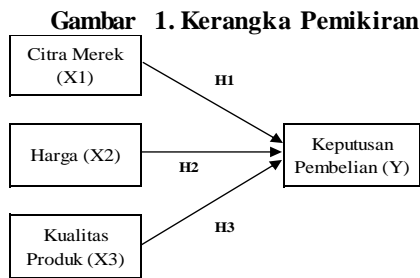 Gambar 1. Kerangka Pemikiran
Citra Merek
(X1)
H1
Harga (X2)
H2
Keputusan
Pembelian (Y)
H3
Kualitas
Produk (X3)